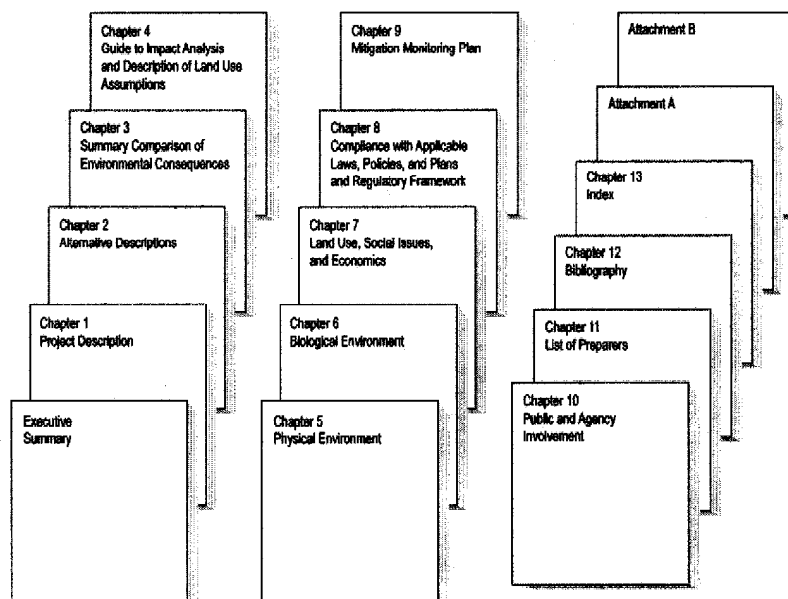 Executive
Summary
Chapter 1
Project Description
Chapter 2
Alternative Descriptions
Chapter 3
Summary Comparison of
Environmental Consequences
Chapter 4
Guide to Impact Analysis
and Description of Land Use
Assumptions
Chapter 5
Physical Environment
Chapter 6
Biological Environment
Chapter 7
Land Use, Social Issues,
and Economics
Chapter 8
Compliance with Applicable
Laws, Policies, and Plans
and Regulatory Framework
Chapter 9
Mitigation Monitoring Plan
Chapter 10
Public and Agency
Involvement
Chapter 11
List of Preparers
Chapter 12
Bibliography
Chapter 13
Index
Attachment A
Attachment B